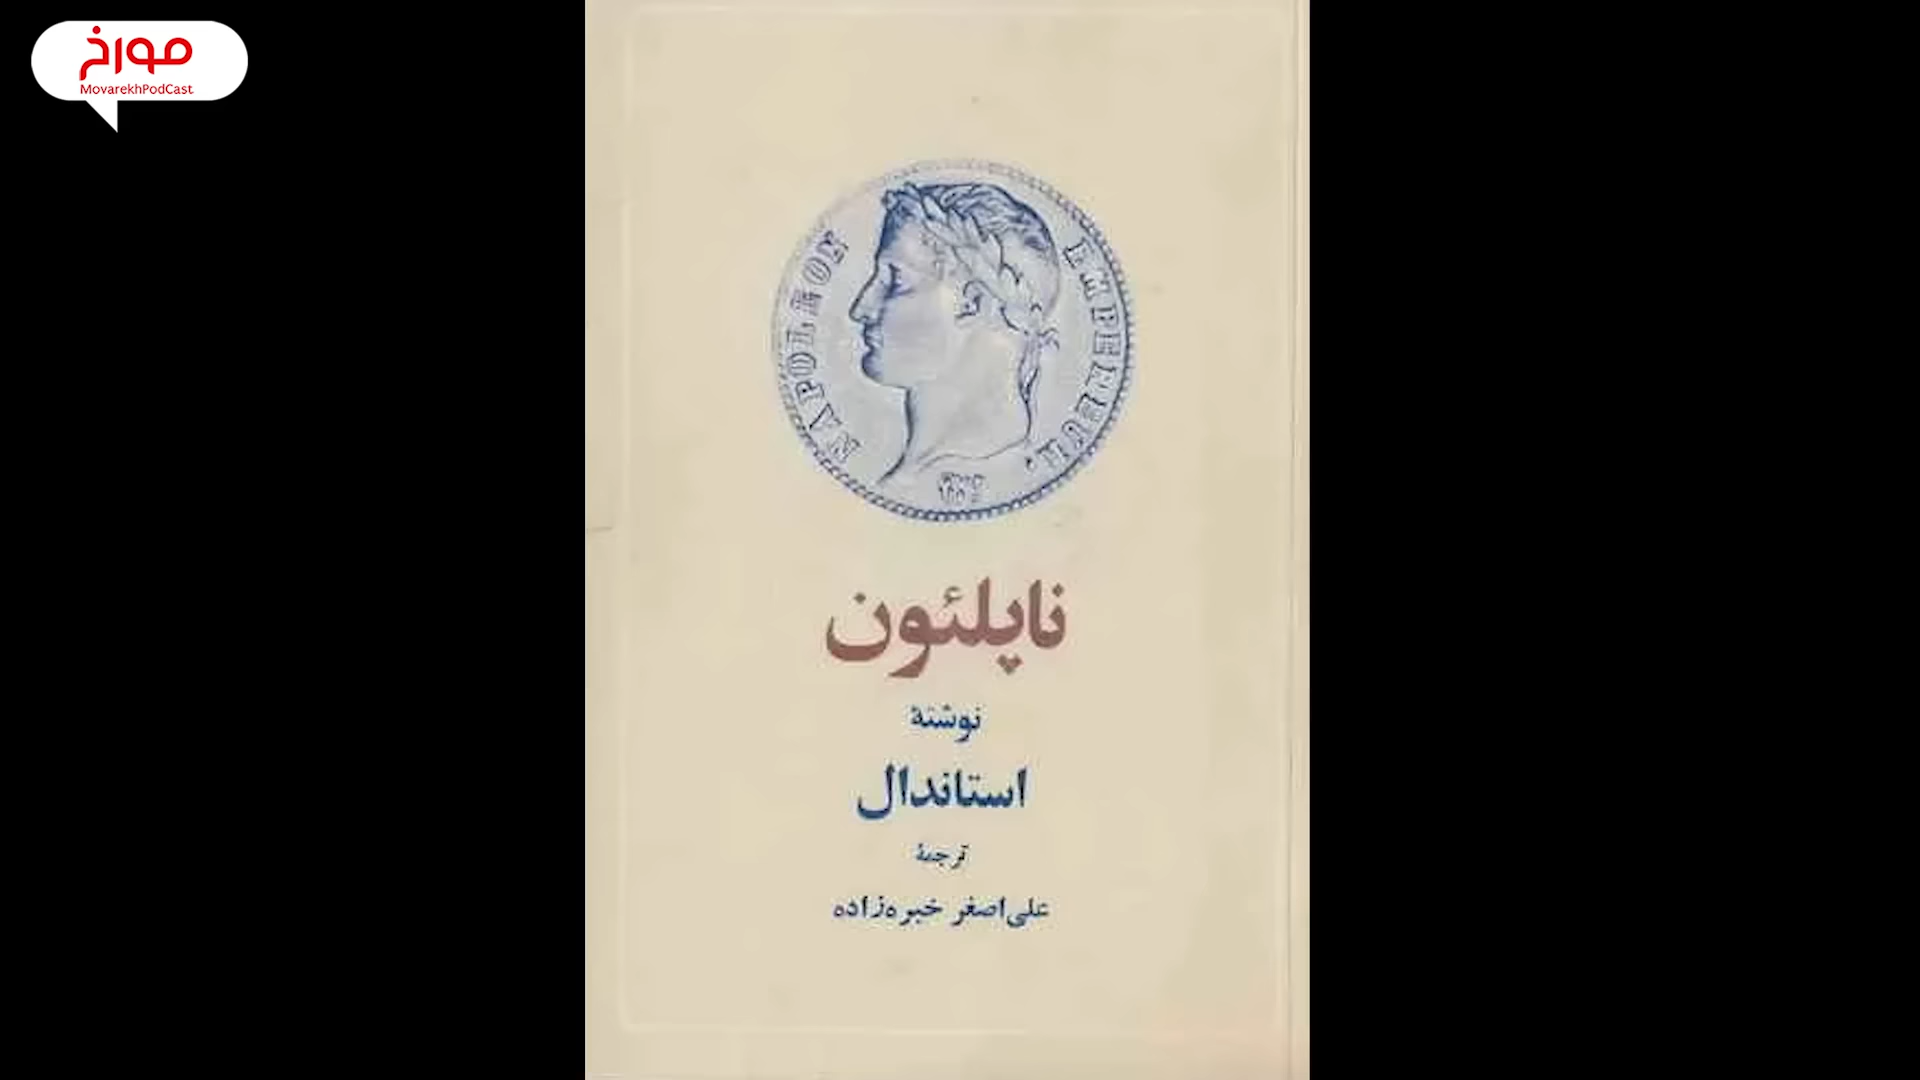 مورخ
MovarekhPodCast
NAPOLEON EMPEREUR.
ناپلئون
نوشتهٔ
استاندال
ترجمهٔ
علی‌اصغر خبره‌زاده